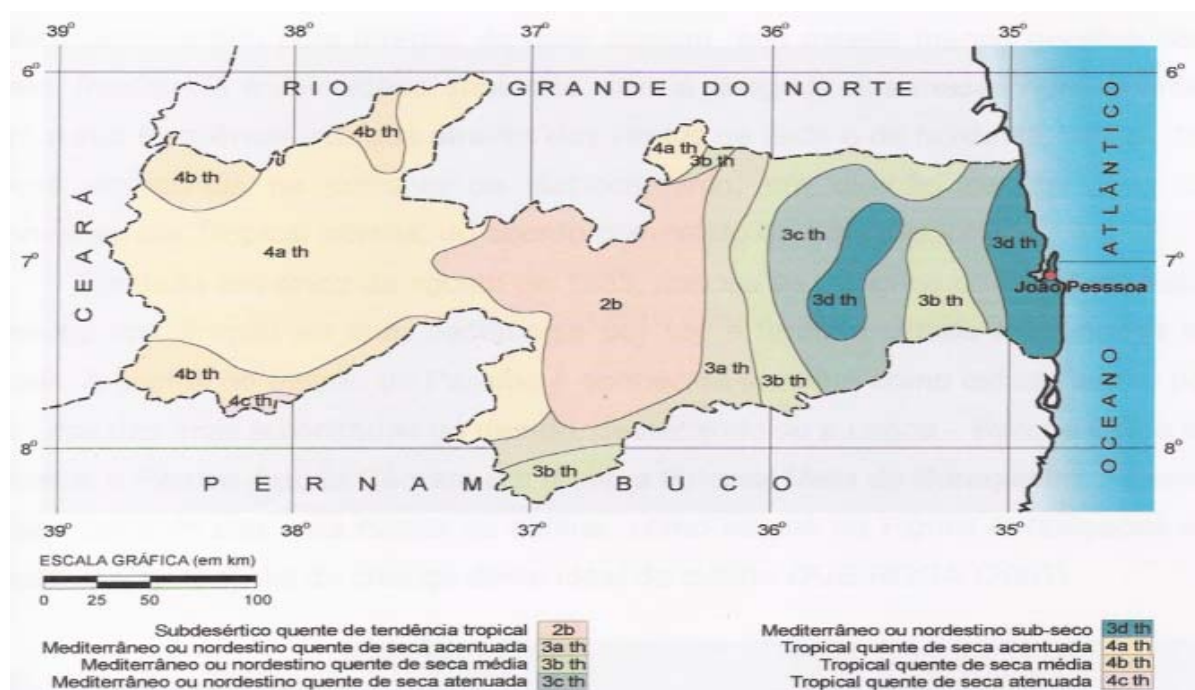 39° 38° 37° 36° 35°
6° 6°
RIO GRANDE DO NORTE
4b th
4a th
3b th
4b th
CEARÁ
4a th
3c th
3d th
ATLÂNTICO
7° 7°
João Pesssoa
2b
3d th
3b th
3a th
4b th
3b th
4c th
OCEANO
8° 8°
3b th
PERNAMBUCO
39° 38° 37° 36° 35°
ESCALA GRÁFICA (em km)
0 25 50 100
Subdesértico quente de tendência tropical 2b
Mediterrâneo ou nordestino quente de seca acentuada 3a th
Mediterrâneo ou nordestino quente de seca média 3b th
Mediterrâneo ou nordestino quente de seca atenuada 3c th
Mediterrâneo ou nordestino sub-seco 3d th
Tropical quente de seca acentuada 4a th
Tropical quente de seca média 4b th
Tropical quente de seca atenuada 4c th